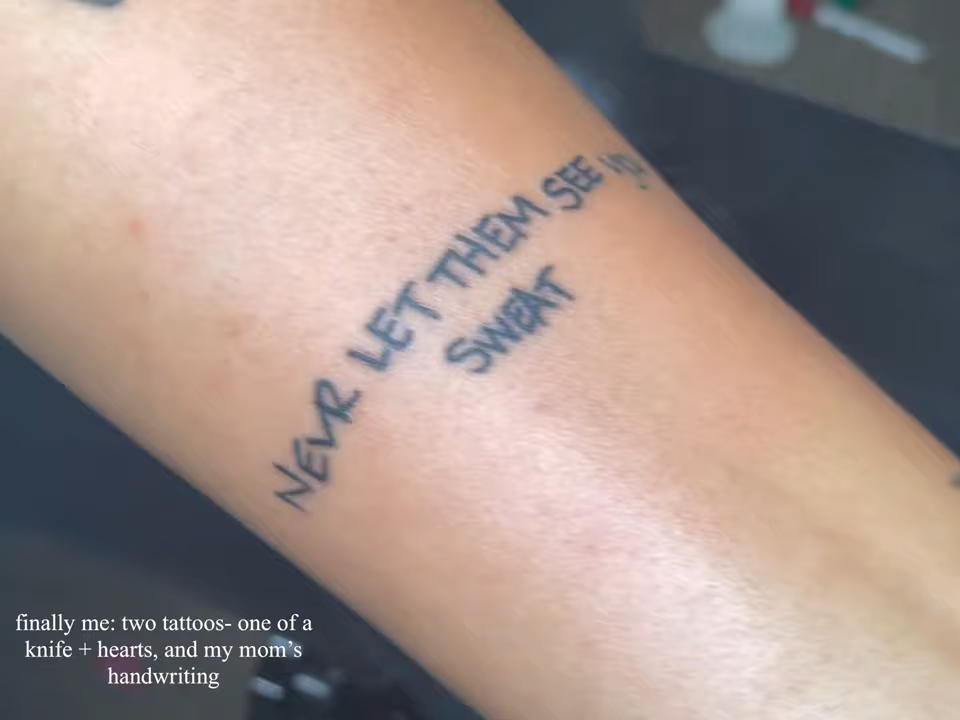 NEVR LET THEM SEE
SWEAT
finally me: two tattoos- one of a
knife + hearts, and my mom's
handwriting